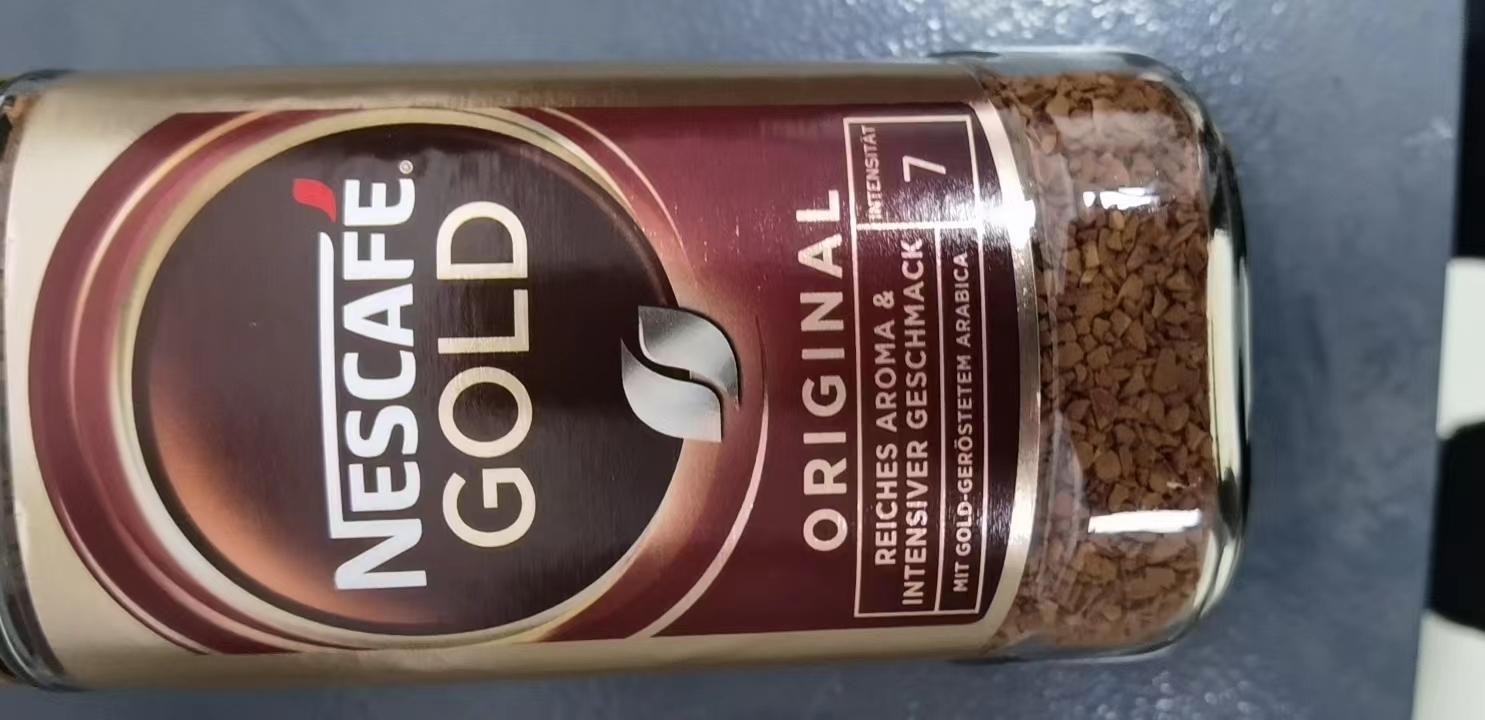 NESCAFÉ®
GOLD
ORIGINAL
REICHES AROMA &
INTENSIVER GESCHMACK
MIT GOLD-GERÖSTETEM ARABICA
INTENSITÄT
7